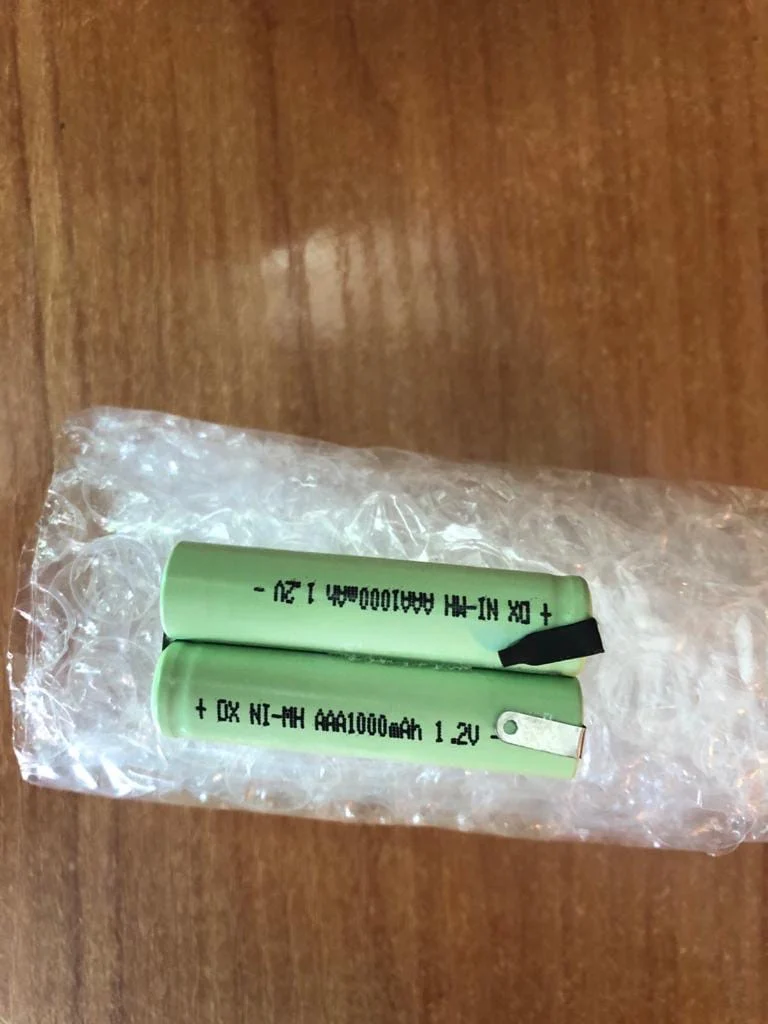 + DX NI-MH AAA1000mAh 1.2V -
+ DX NI-MH AAA1000mAh 1.2V -